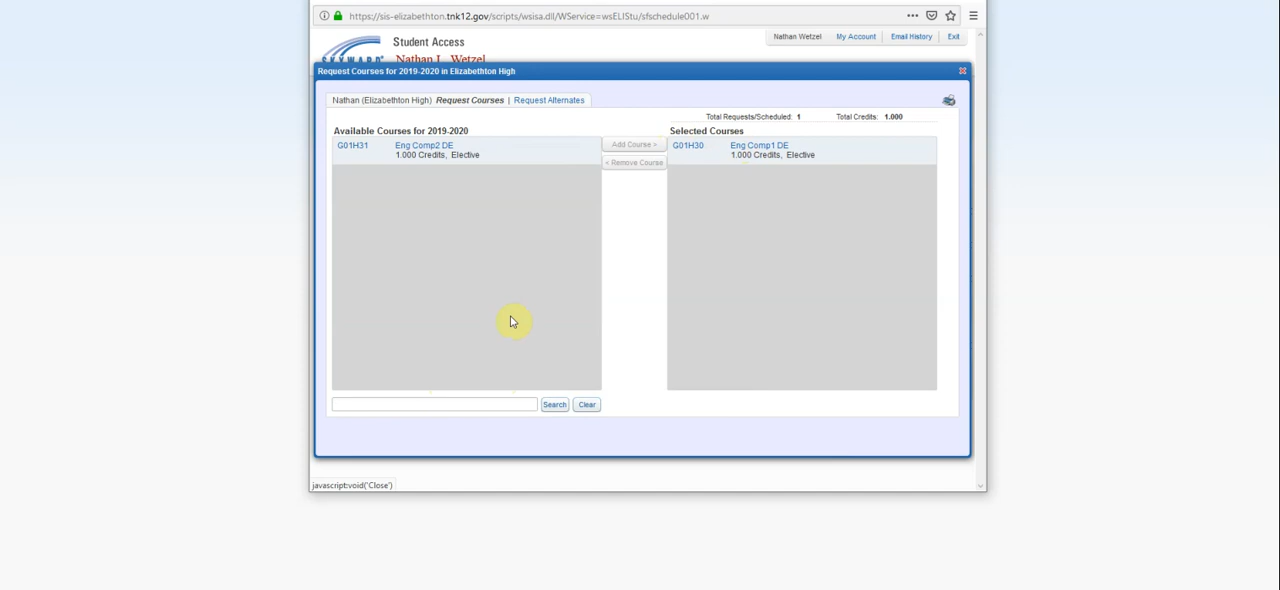 https://sis-elizabethton.tnk12.gov/scripts/wsisa.dll/WService=wsEliStu/sfschedule001.w
SKYWARD
Student Access
Nathan L. Wetzel
Nathan Wetzel My Account Email History Exit
Request Courses for 2019-2020 in Elizabethton High
Nathan (Elizabethton High) Request Courses | Request Alternates
Total Requests/Scheduled: 1 Total Credits: 1.000
Available Courses for 2019-2020
Selected Courses
G01H31 Eng Comp2 DE
1.000 Credits, Elective
Add Course >
< Remove Course
G01H30 Eng Comp1 DE
1.000 Credits, Elective
Search Clear
javascript:void('Close')